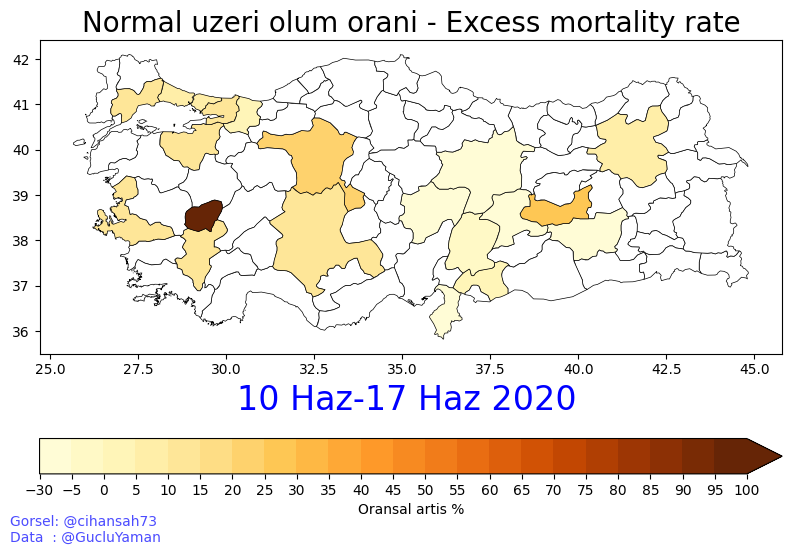 Normal uzeri olum orani - Excess mortality rate
42
41
40
39
38
37
36
25.0 27.5 30.0 32.5 35.0 37.5 40.0 42.5 45.0
10 Haz-17 Haz 2020
−30 −5 0 5 10 15 20 25 30 35 40 45 50 55 60 65 70 75 80 85 90 95 100
Oransal artis %
Gorsel: @cihansah73
Data : @GucluYaman